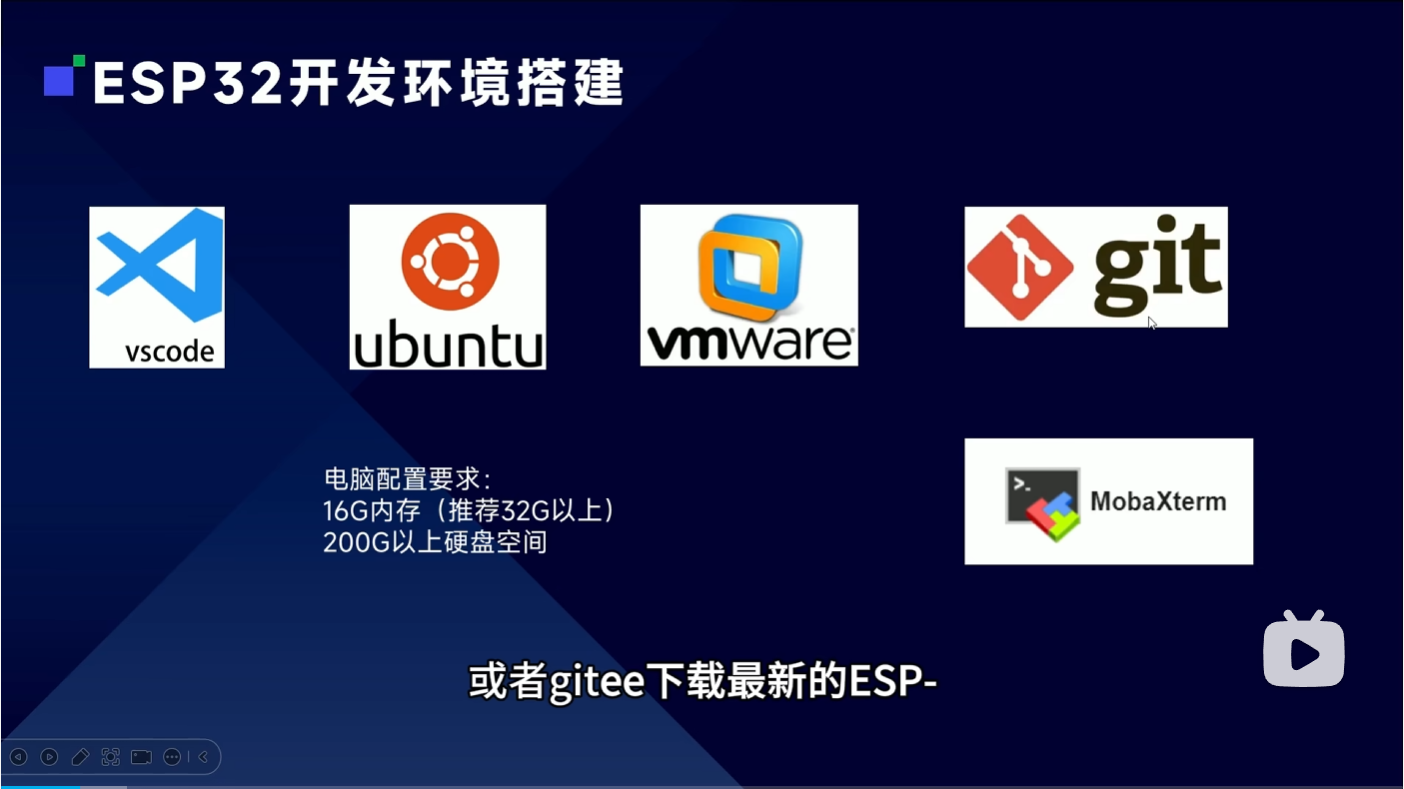 ESP32开发环境搭建
vscode
ubuntu
vmware
git
电脑配置要求：
16G内存（推荐32G以上）
200G以上硬盘空间
>_
MobaXterm
或者gitee下载最新的ESP-